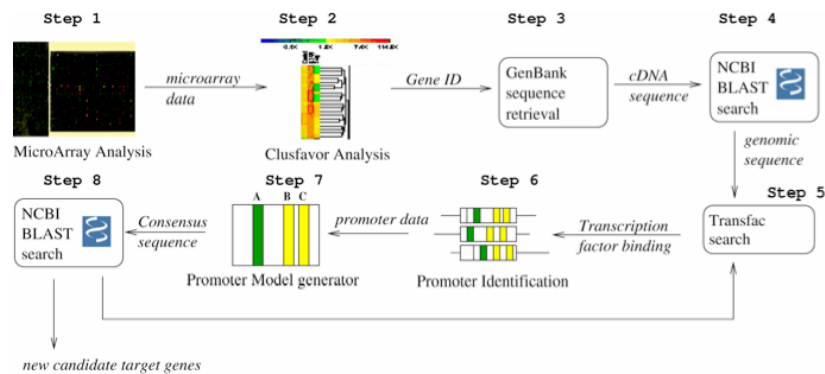 Step 1
Step 2
Step 3
Step 4
microarray
data
Gene ID
GenBank
sequence
retrieval
cDNA
sequence
NCBI
BLAST
search
MicroArray Analysis
Clusfavor Analysis
genomic
sequence
Step 8
Step 7
Step 6
Step 5
NCBI
BLAST
search
Consensus
sequence
A B C
promoter data
Transcription
factor binding
Transfac
search
Promoter Model generator
Promoter Identification
new candidate target genes